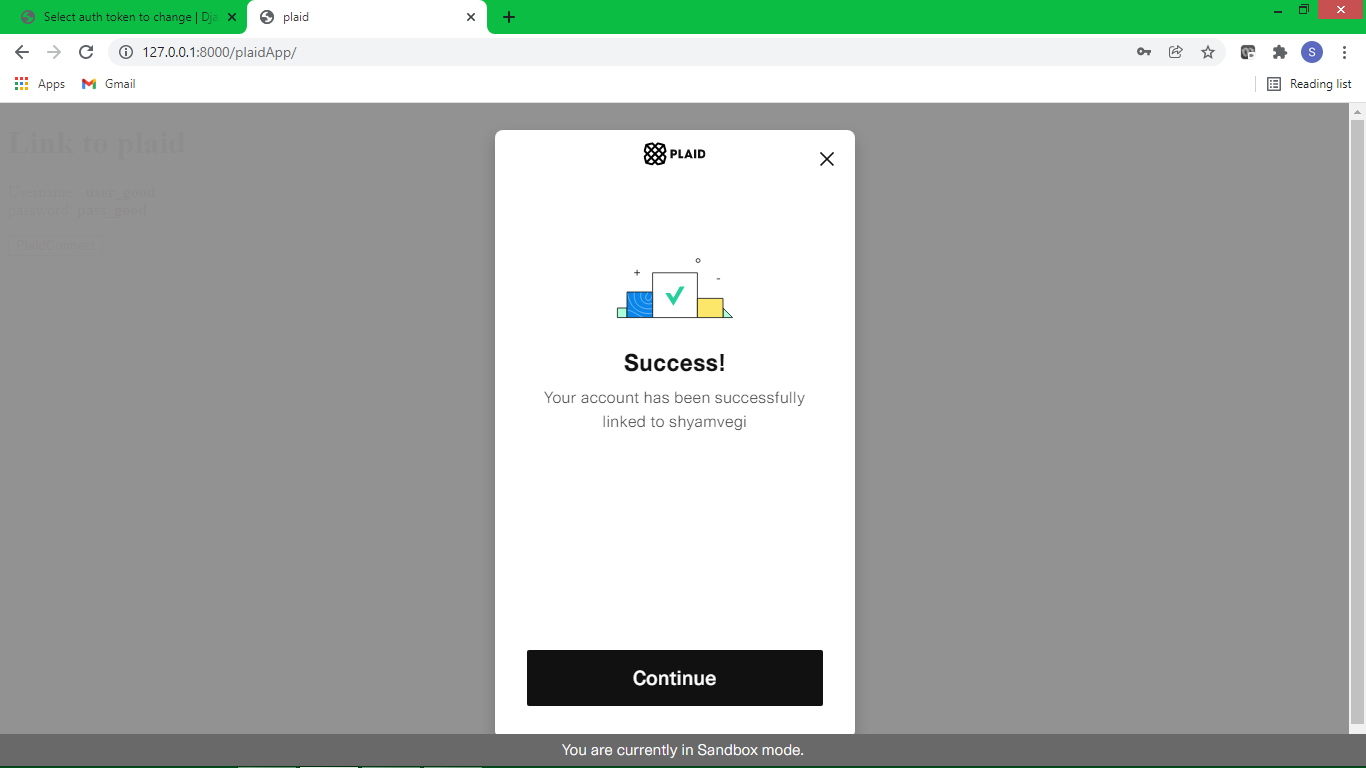 Select auth token to change | Dja
plaid
127.0.0.1:8000/plaidApp/
S
Apps
Gmail
Reading list
Link to plaid
Username: user_good
password: pass_good
PLAID
Success!
Your account has been successfully
linked to shyamvegi
Continue
You are currently in Sandbox mode.